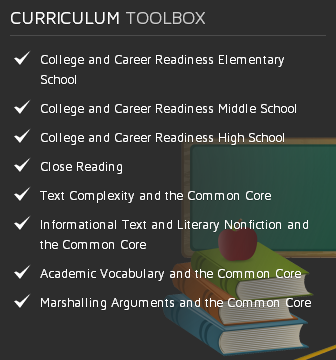 CURRICULUM TOOLBOX
College and Career Readiness Elementary
School
College and Career Readiness Middle School
College and Career Readiness High School
Close Reading
Text Complexity and the Common Core
Informational Text and Literary Nonfiction and
the Common Core
Academic Vocabulary and the Common Core
Marshalling Arguments and the Common Core